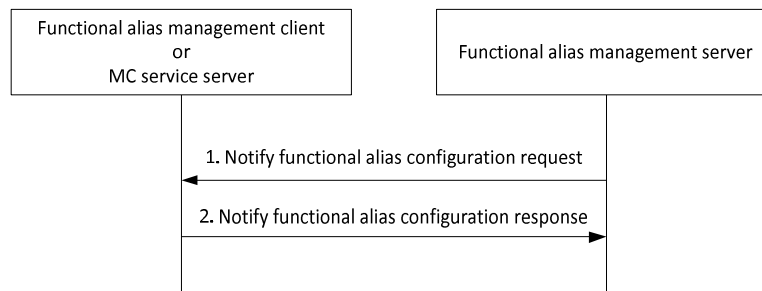 Functional alias management client
or
MC service server
Functional alias management server
1. Notify functional alias configuration request
2. Notify functional alias configuration response